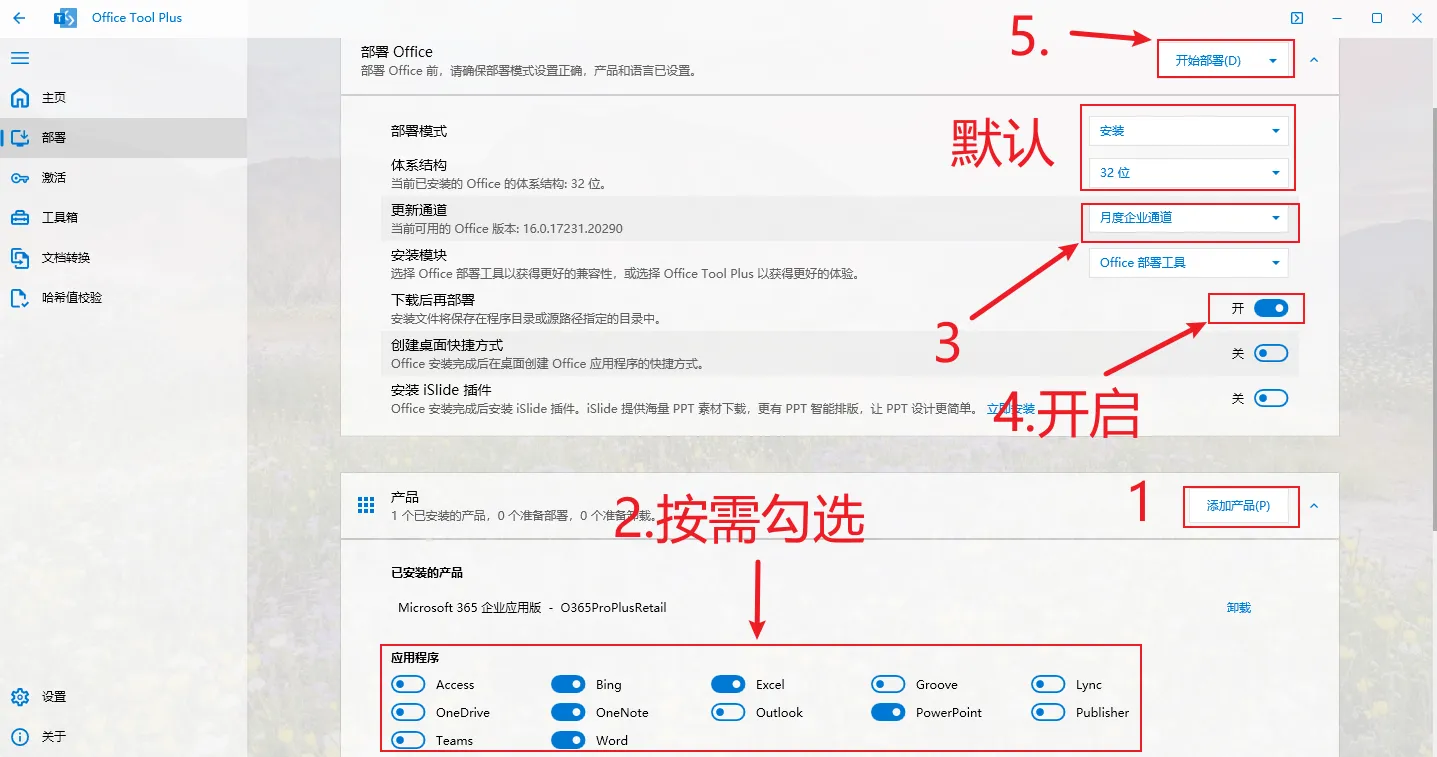 Office Tool Plus
主页
部署
激活
工具箱
文档转换
哈希值校验
设置
关于
部署 Office
部署 Office 前，请确保部署模式设置正确，产品和语言已设置。
5.
开始部署(D)
部署模式
安装
默认
体系结构
当前已安装的 Office 的体系结构: 32 位。
32 位
更新通道
当前可用的 Office 版本: 16.0.17231.20290
月度企业通道
3
安装模块
选择 Office 部署工具以获得更好的兼容性，或选择 Office Tool Plus 以获得更好的体验。
Office 部署工具
下载后再部署
安装文件将保存在程序目录或源路径指定的目录中。
开
创建桌面快捷方式
Office 安装完成后在桌面创建 Office 应用程序的快捷方式。
关
安装 iSlide 插件
Office 安装完成后安装 iSlide 插件。iSlide 提供海量 PPT 素材下载，更有 PPT 智能排版，让 PPT 设计更简单。 立即安装
关
4.开启
产品
1 个已安装的产品，0 个准备部署，0 个准备卸载。
2.按需勾选
1
添加产品(P)
已安装的产品
Microsoft 365 企业应用版 - O365ProPlusRetail
卸载
应用程序
Access Bing Excel Groove Lync
OneDrive OneNote Outlook PowerPoint Publisher
Teams Word